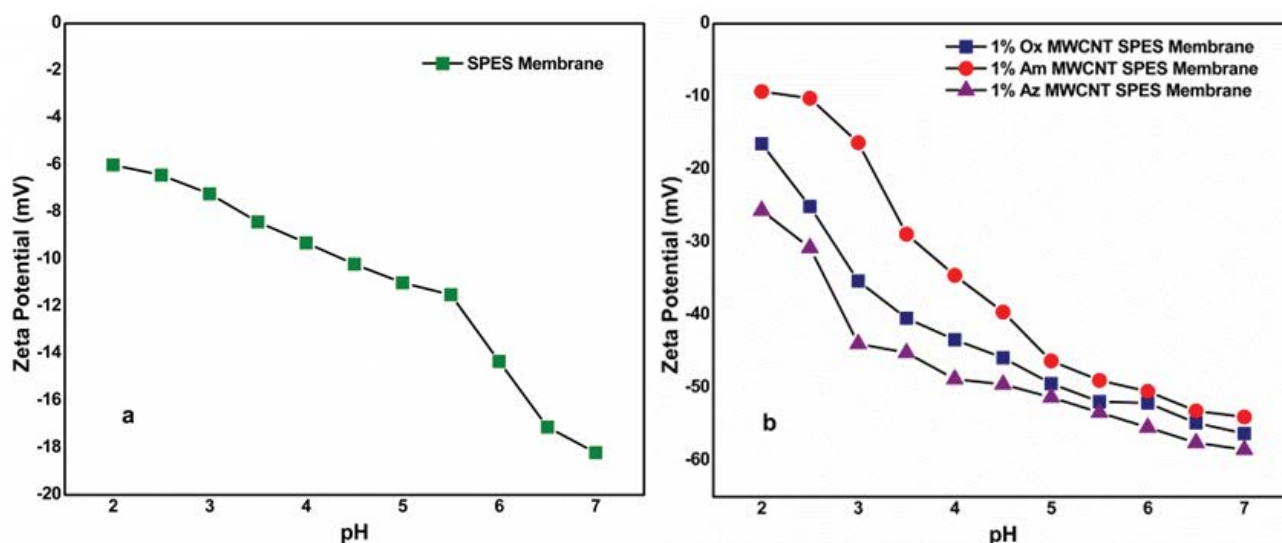 0
-6
-8
-10
-12
-14
-16
-18
-20
Zeta Potential (mV)
SPES Membrane
a
2 3 4 5 6 7
pH
0
-10
-20
-30
-40
-50
-60
Zeta Potential (mV)
1% Ox MWCNT SPES Membrane
1% Am MWCNT SPES Membrane
1% Az MWCNT SPES Membrane
b
2 3 4 5 6 7
pH